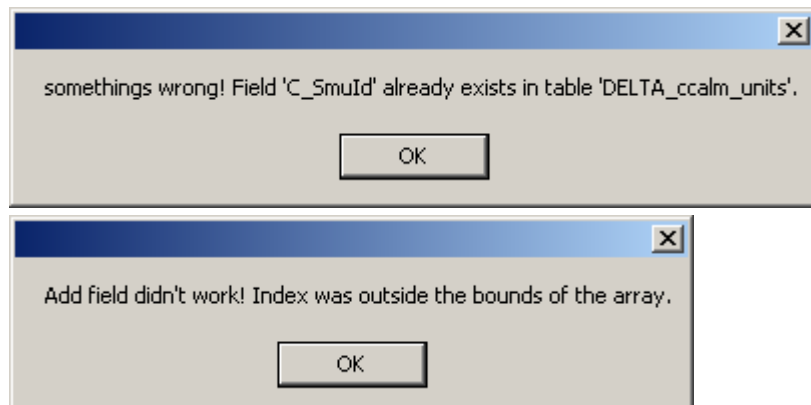 somethings wrong! Field 'C_SmuId' already exists in table 'DELTA_ccalm_units'.
OK
Add field didn't work! Index was outside the bounds of the array.
OK